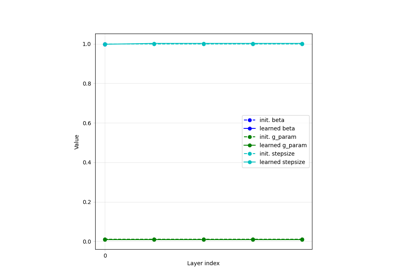 1.0
0.8
0.6
0.4
0.2
0.0
Value
init. beta
learned beta
init. g_param
learned g_param
init. stepsize
learned stepsize
0
Layer index